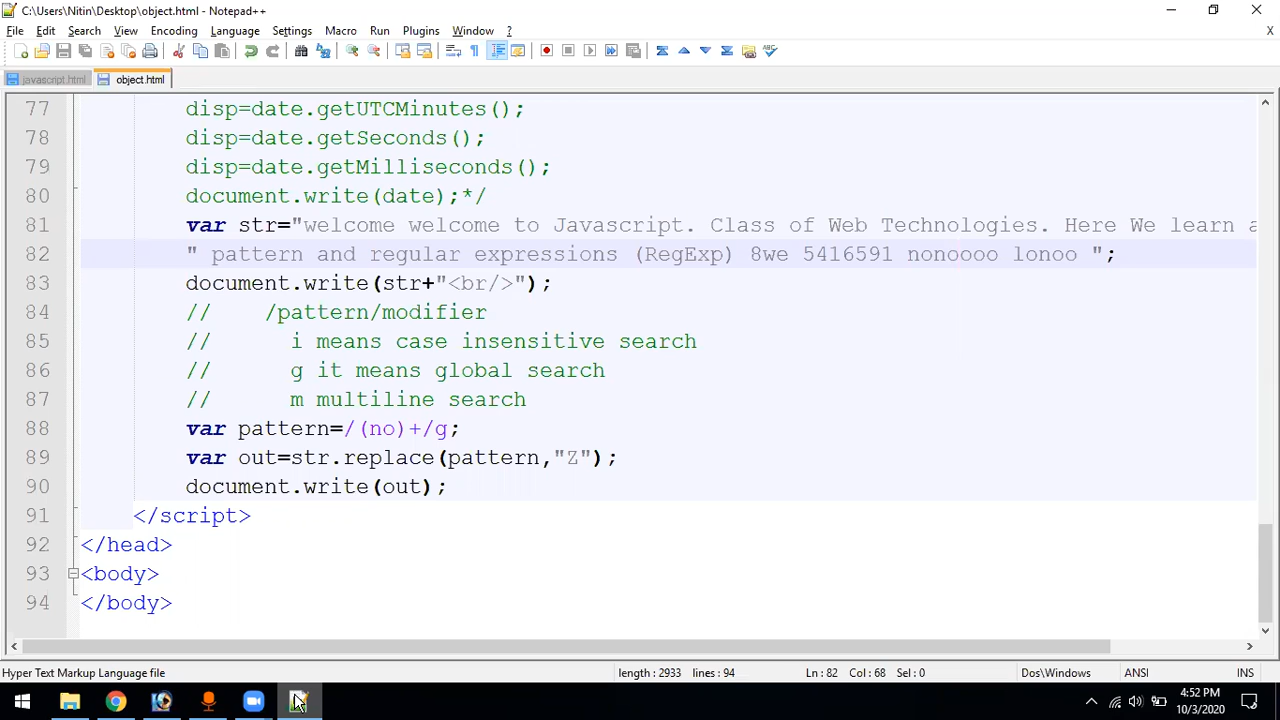 C:\Users\Nitin\Desktop\object.html - Notepad++
File Edit Search View Encoding Language Settings Macro Run Plugins Window ? X
javascript.html object.html
77 disp=date.getUTCMinutes();
78 disp=date.getSeconds();
79 disp=date.getMilliseconds();
80 document.write(date);*/
81 var str="welcome welcome to Javascript. Class of Web Technologies. Here We learn a
82 " pattern and regular expressions (RegExp) 8we 5416591 nonoooo lonoo ";
83 document.write(str+"<br/>");
84 // /pattern/modifier
85 // i means case insensitive search
86 // g it means global search
87 // m multiline search
88 var pattern=/(no)+/g;
89 var out=str.replace(pattern,"Z");
90 document.write(out);
91 </script>
92 </head>
93 <body>
94 </body>
Hyper Text Markup Language file length : 2933 lines : 94 Ln : 82 Col : 68 Sel : 0 Dos\Windows ANSI INS
4:52 PM
10/3/2020